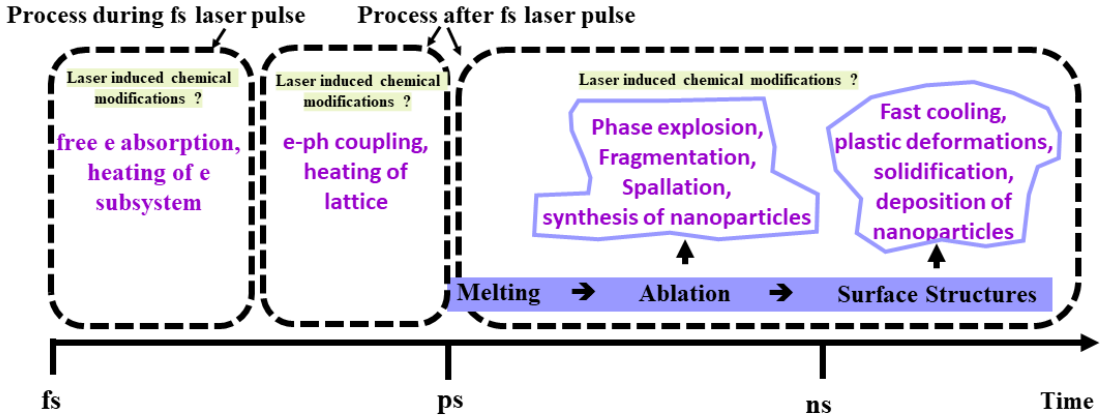 Process during fs laser pulse
Process after fs laser pulse
Laser induced chemical
modifications ?
free e absorption,
heating of e
subsystem
Laser induced chemical
modifications ?
e-ph coupling,
heating of
lattice
Laser induced chemical modifications ?
Phase explosion,
Fragmentation,
Spallation,
synthesis of nanoparticles
Fast cooling,
plastic deformations,
solidification,
deposition of
nanoparticles
Melting ➔ Ablation ➔ Surface Structures
fs
ps
ns
Time